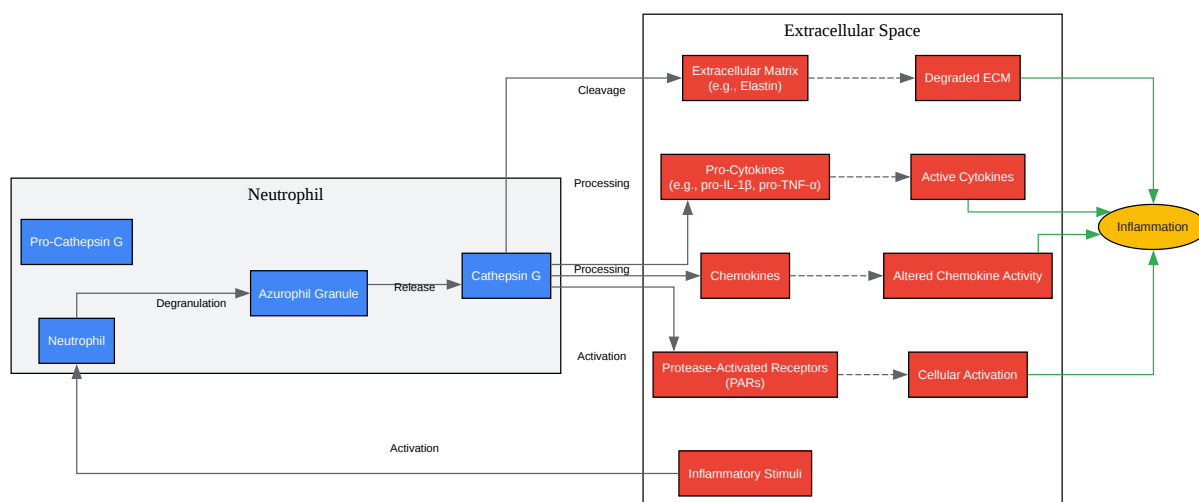 Extracellular Space
Extracellular Matrix
(e.g., Elastin)
Degraded ECM
Cleavage
Pro-Cytokines
(e.g., pro-IL-1β, pro-TNF-α)
Active Cytokines
Processing
Neutrophil
Pro-Cathepsin G
Inflammation
Cathepsin G
Processing
Chemokines
Altered Chemokine Activity
Azurophil Granule
Release
Degranulation
Neutrophil
Activation
Protease-Activated Receptors
(PARs)
Cellular Activation
Activation
Inflammatory Stimuli